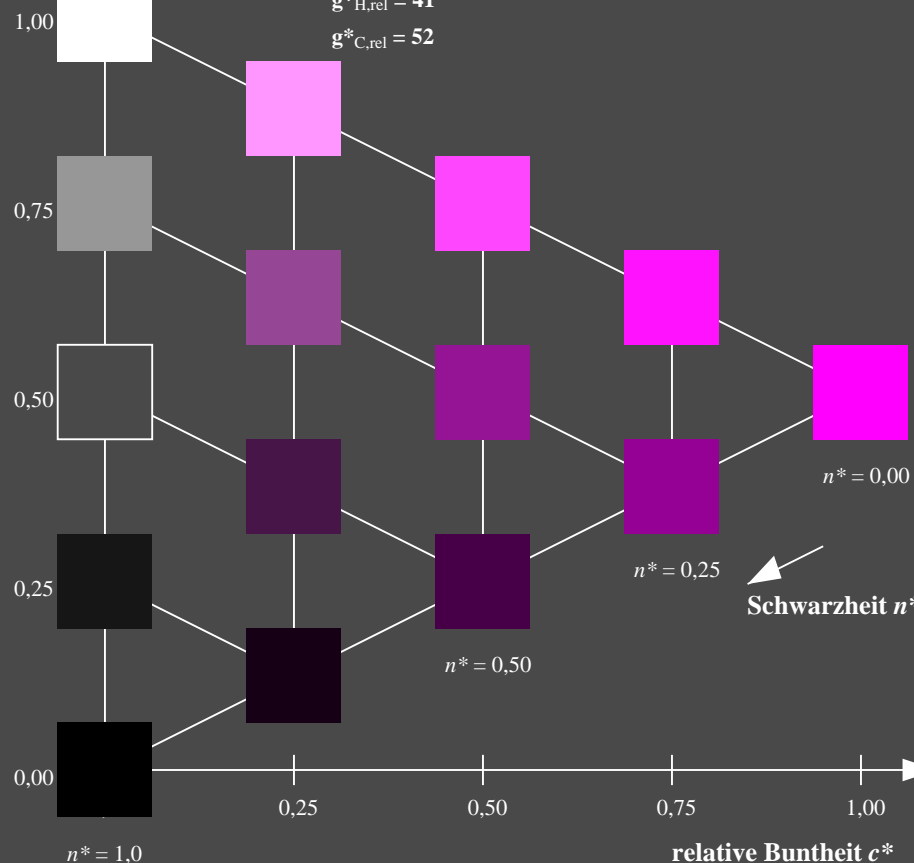 g*H,rel = 41
1,00
g*C,rel = 52
0,75
0,50
n* = 0,00
n* = 0,25
0,25
Schwarzheit n*
n* = 0,50
0,00
0,25 0,50 0,75 1,00
n* = 1,0
relative Buntheit c*